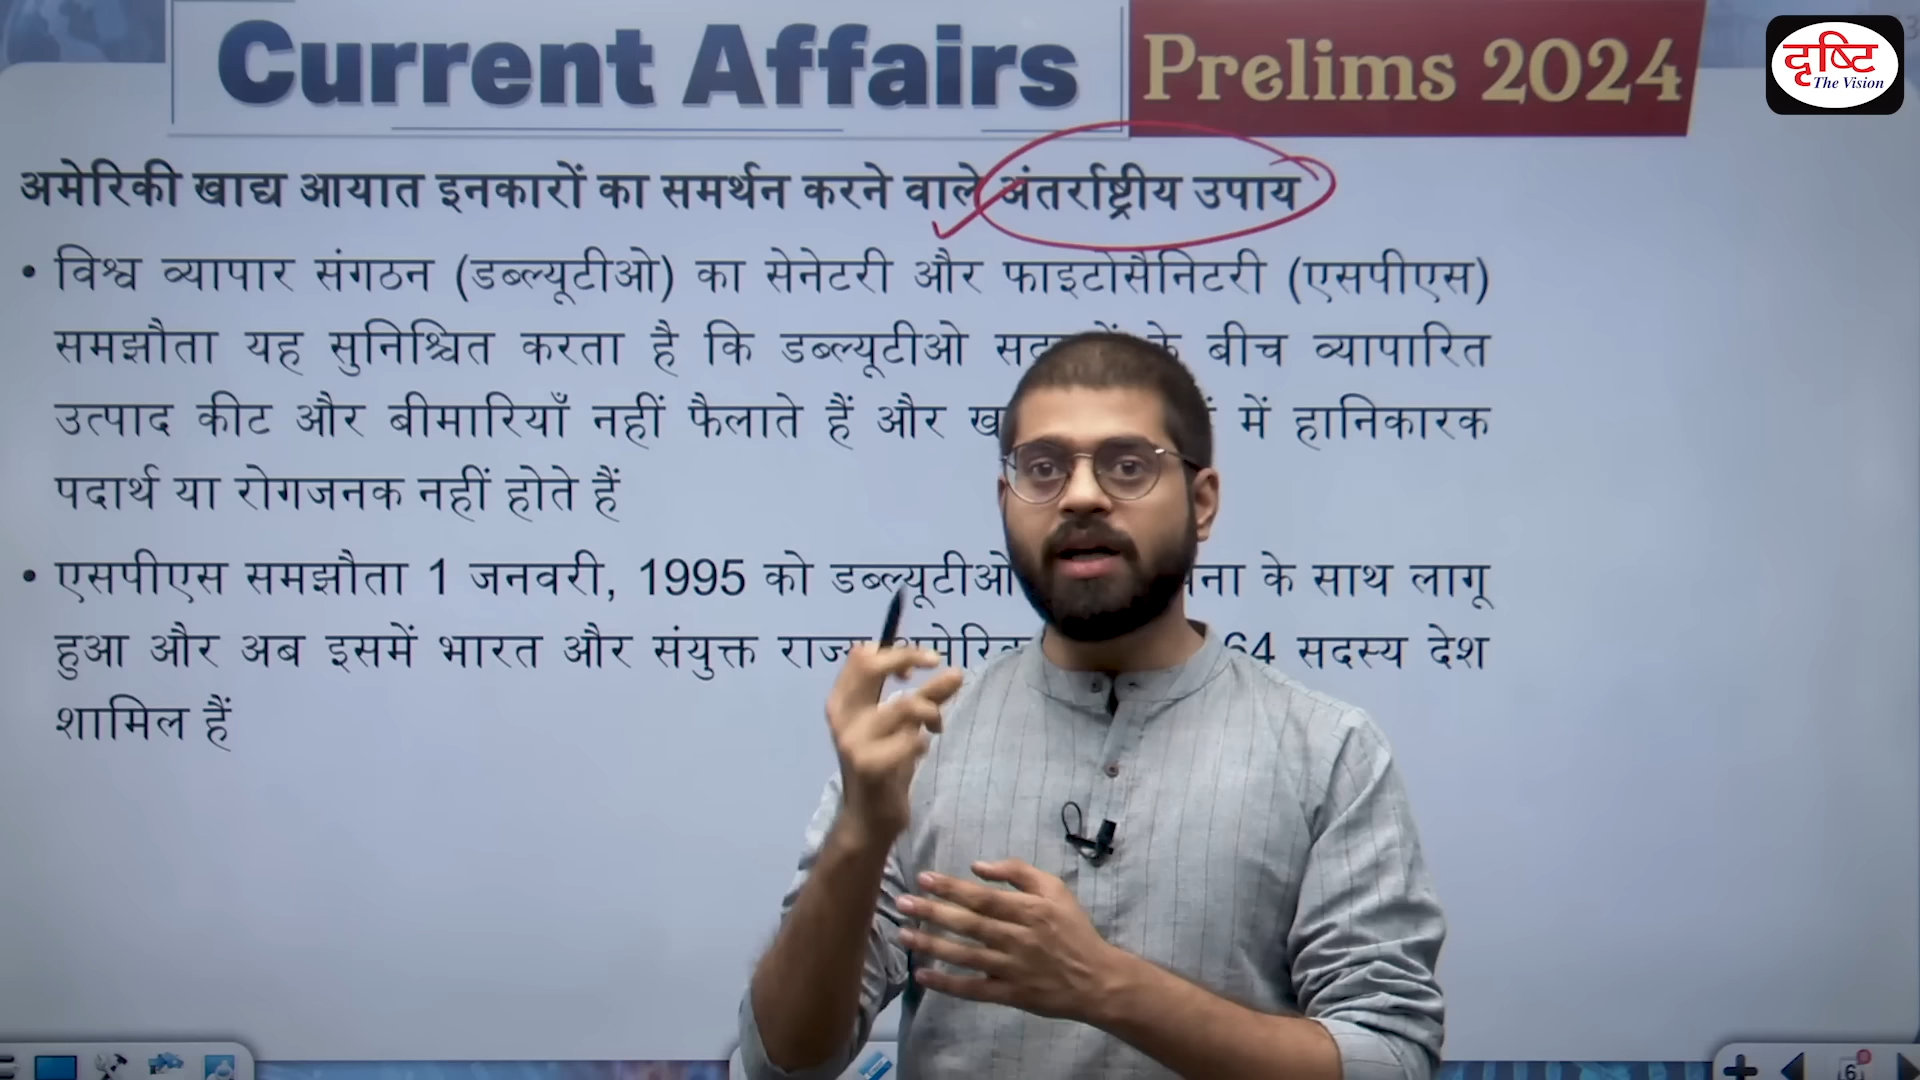 Current Affairs Prelims 2024
दृष्टि
The Vision
अमेरिकी खाद्य आयात इनकारों का समर्थन करने वाले अंतर्राष्ट्रीय उपाय
• विश्व व्यापार संगठन (डब्ल्यूटीओ) का सेनेटरी और फाइटोसैनिटरी (एसपीएस)
समझौता यह सुनिश्चित करता है कि डब्ल्यूटीओ के बीच व्यापारित
उत्पाद कीट और बीमारियाँ नहीं फैलाते हैं और में हानिकारक
पदार्थ या रोगजनक नहीं होते हैं
• एसपीएस समझौता 1 जनवरी, 1995 को डब्ल्यूटीओ के साथ लागू
हुआ और अब इसमें भारत और संयुक्त राज्य 64 सदस्य देश
शामिल हैं
6